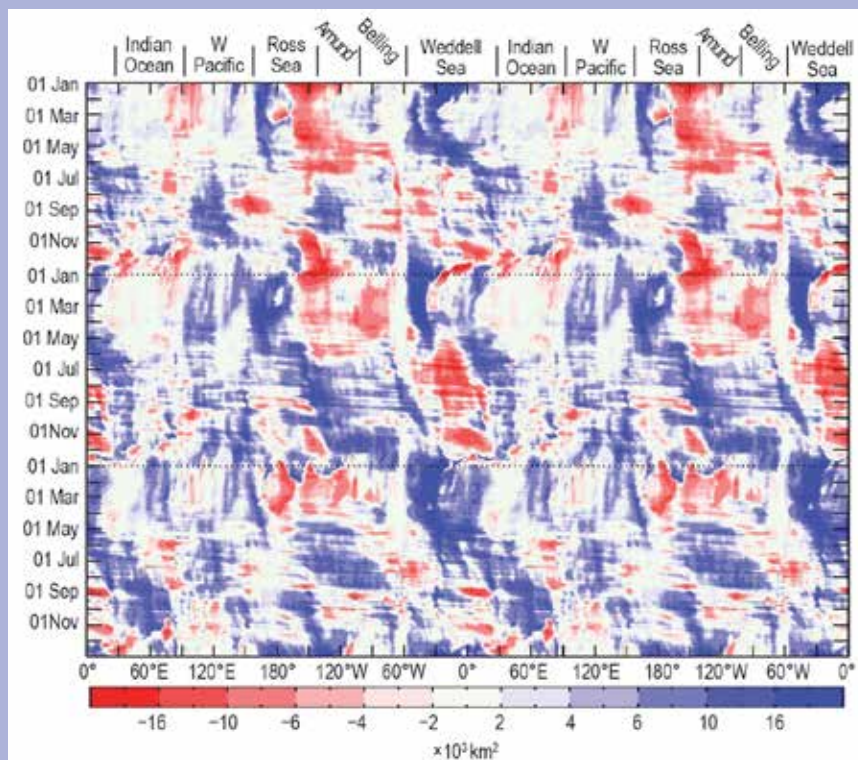 Indian Ocean | W Pacific | Ross Sea | Amund | Belling | Weddell Sea | Indian Ocean | W Pacific | Ross Sea | Amund | Belling | Weddell Sea
01 Jan
01 Mar
01 May
01 Jul
01 Sep
01Nov
01 Jan
01 Mar
01 May
01 Jul
01 Sep
01Nov
01 Jan
01 Mar
01 May
01 Jul
01 Sep
01Nov
0° 60°E 120°E 180° 120°W 60°W 0° 60°E 120°E 180° 120°W 60°W 0°
−16 −10 −6 −4 −2 2 4 6 10 16
×10³ km²